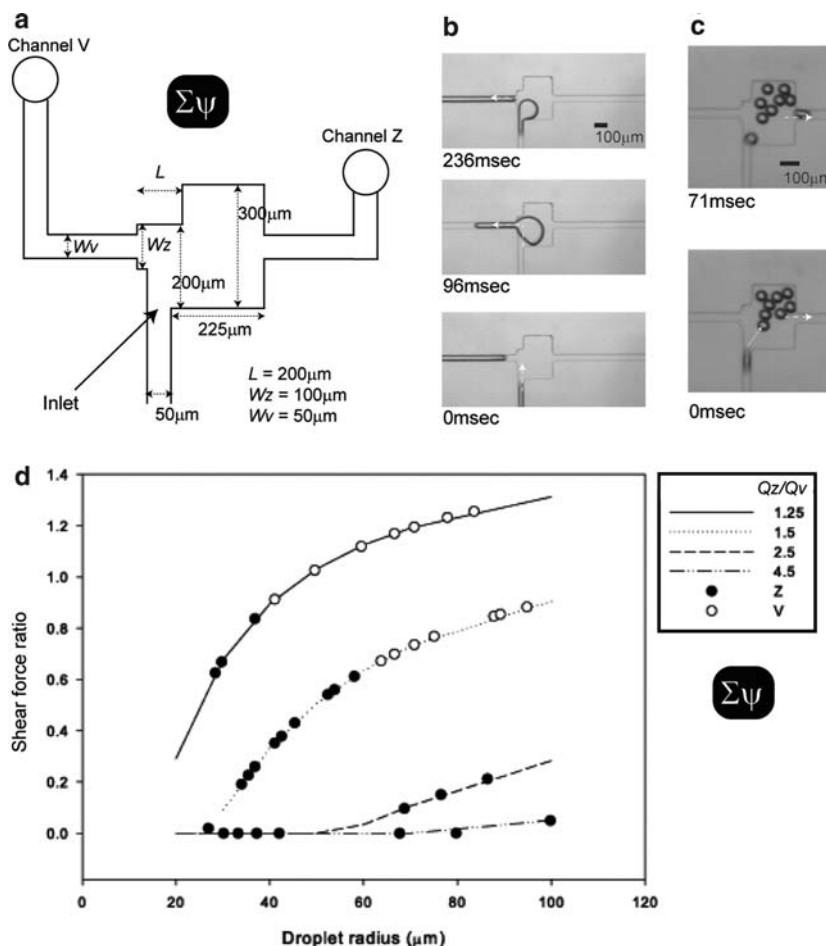 a
Channel V
Σψ
Channel Z
L
300μm
Wv
Wz
200μm
225μm
Inlet
50μm
L = 200μm
Wz = 100μm
Wv = 50μm
b
100μm
236msec
96msec
0msec
c
100μm
71msec
0msec
d
Shear force ratio
1.4
1.2
1.0
0.8
0.6
0.4
0.2
0.0
0 20 40 60 80 100 120
Droplet radius (μm)
Qz/Qv
1.25
1.5
2.5
4.5
Z
V
Σψ